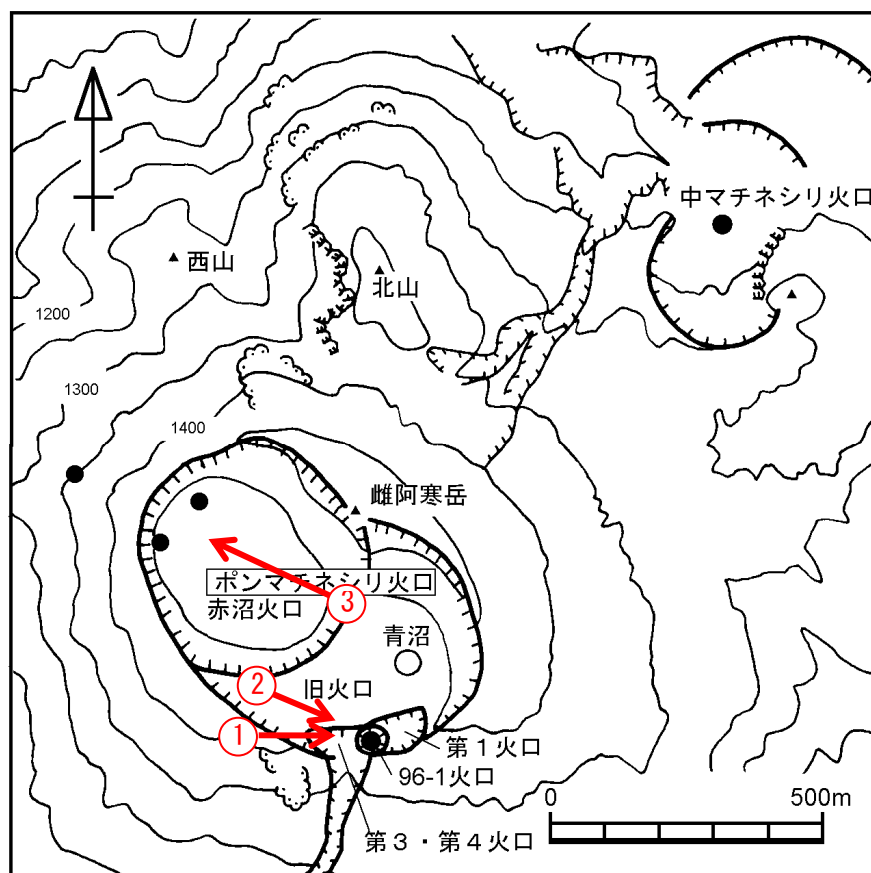 中マチネシリ火口
西山
北山
1200
1300
1400
雌阿寒岳
ポンマチネシリ火口
赤沼火口
③
青沼
②
旧火口
①
第1火口
96-1火口
0 500m
第3・第4火口